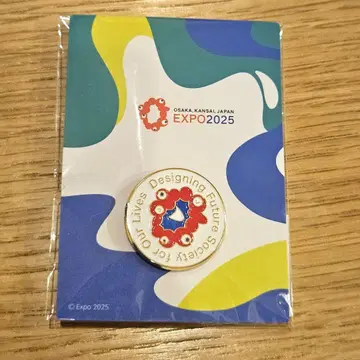 OSAKA, KANSAI, JAPAN
EXPO2025
Designing Future Society for Our Lives
© Expo 2025